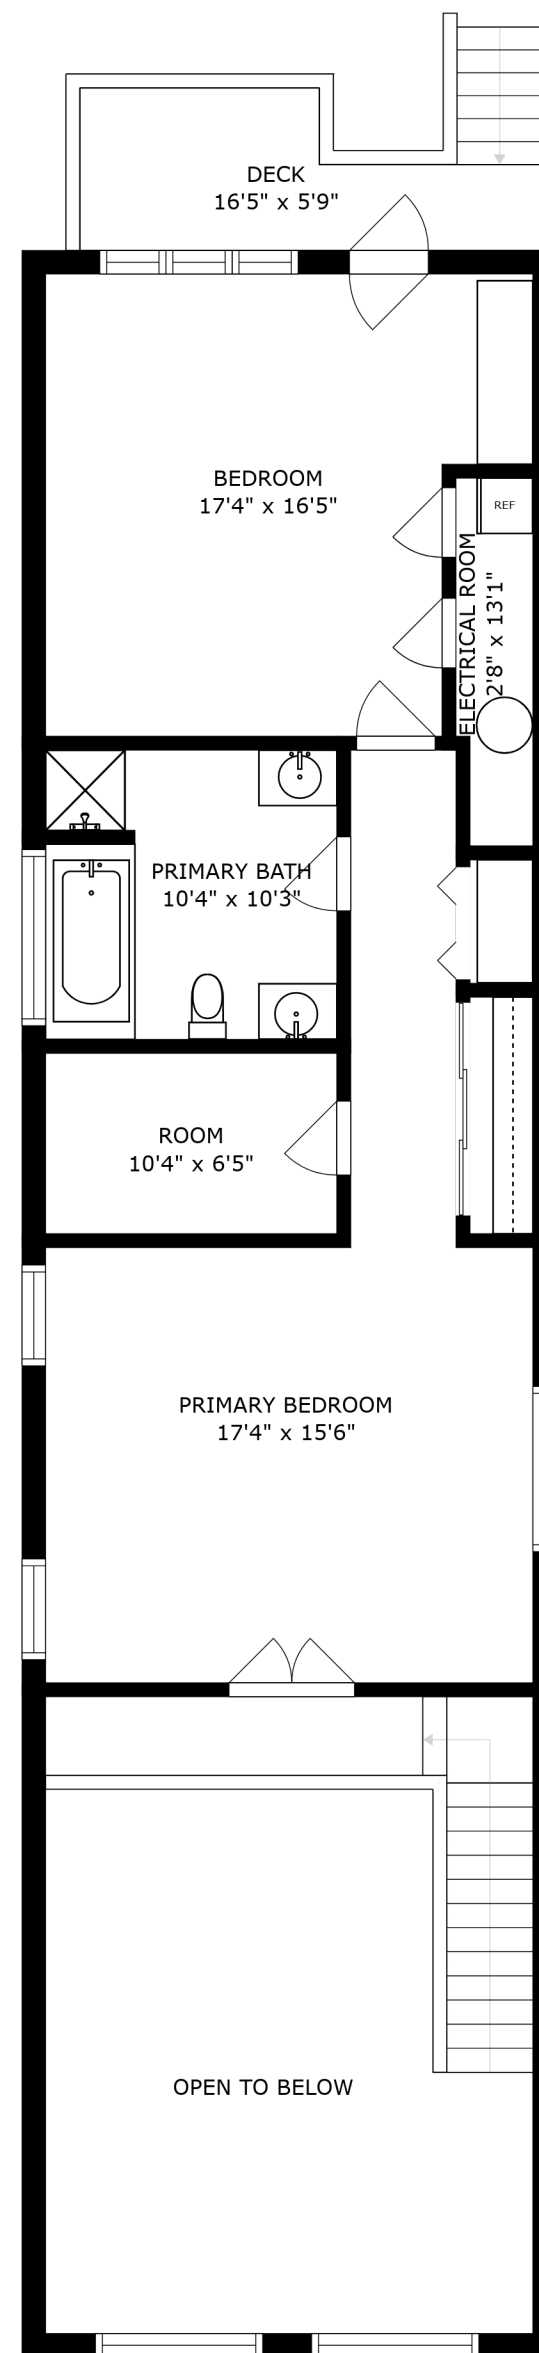 DECK
16'5" x 5'9"
BEDROOM
17'4" x 16'5"
REF
ELECTRICAL ROOM
2'8" x 13'1"
PRIMARY BATH
10'4" x 10'3"
ROOM
10'4" x 6'5"
PRIMARY BEDROOM
17'4" x 15'6"
OPEN TO BELOW